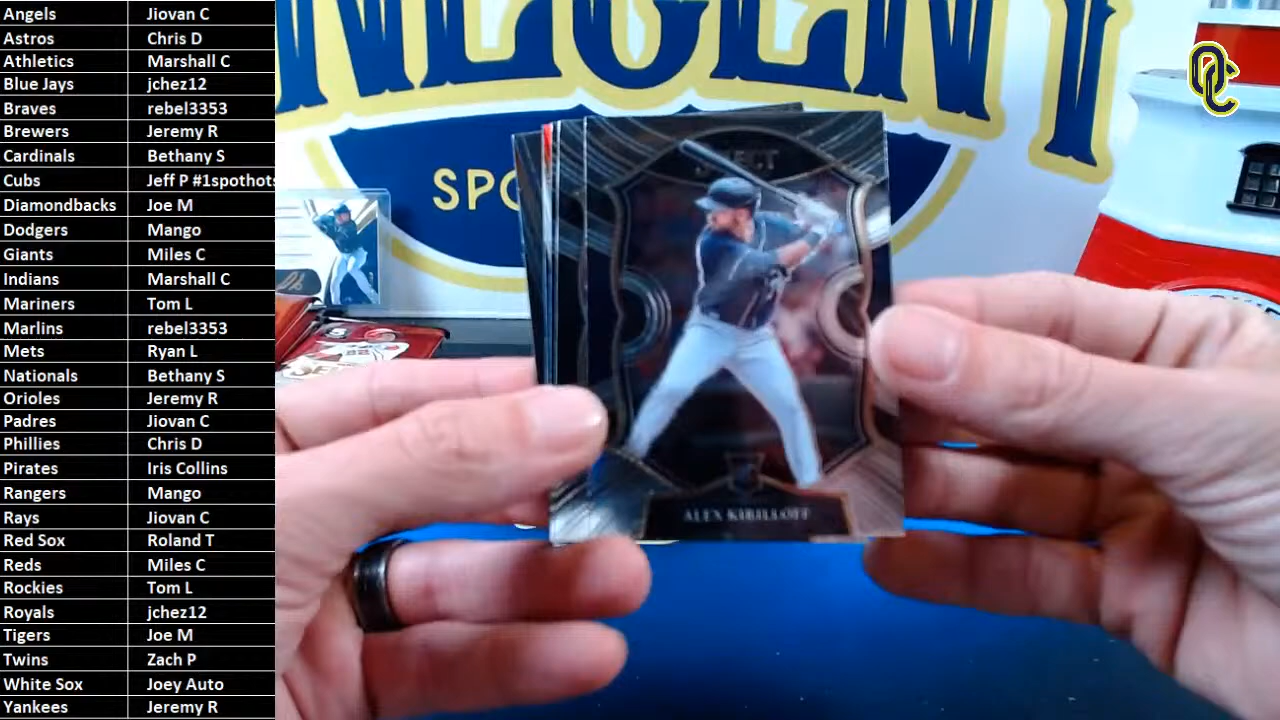 Angels Jiovan C
Astros Chris D
Athletics Marshall C
Blue Jays jchez12
Braves rebel3353
Brewers Jeremy R
Cardinals Bethany S
Cubs Jeff P #1spothots
Diamondbacks Joe M
Dodgers Mango
Giants Miles C
Indians Marshall C
Mariners Tom L
Marlins rebel3353
Mets Ryan L
Nationals Bethany S
Orioles Jeremy R
Padres Jiovan C
Phillies Chris D
Pirates Iris Collins
Rangers Mango
Rays Jiovan C
Red Sox Roland T
Reds Miles C
Rockies Tom L
Royals jchez12
Tigers Joe M
Twins Zach P
White Sox Joey Auto
Yankees Jeremy R
OC
SPO
ALEX KIRILLOFF